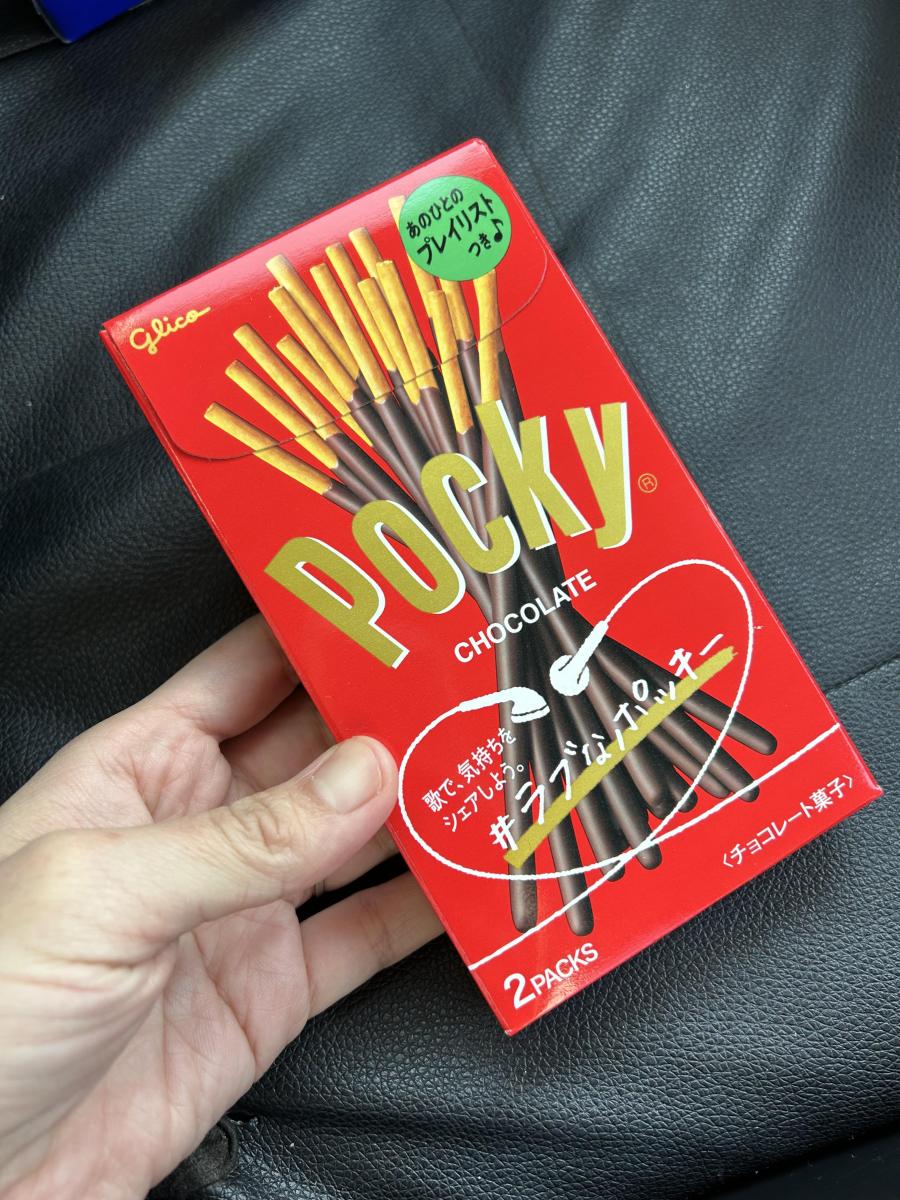 あのひとの
プレイリスト
つき♪
Glico
Pocky®
CHOCOLATE
歌で、気持ちを
シェアしよう。
#ラブなポッキー
〈チョコレート菓子〉
2PACKS